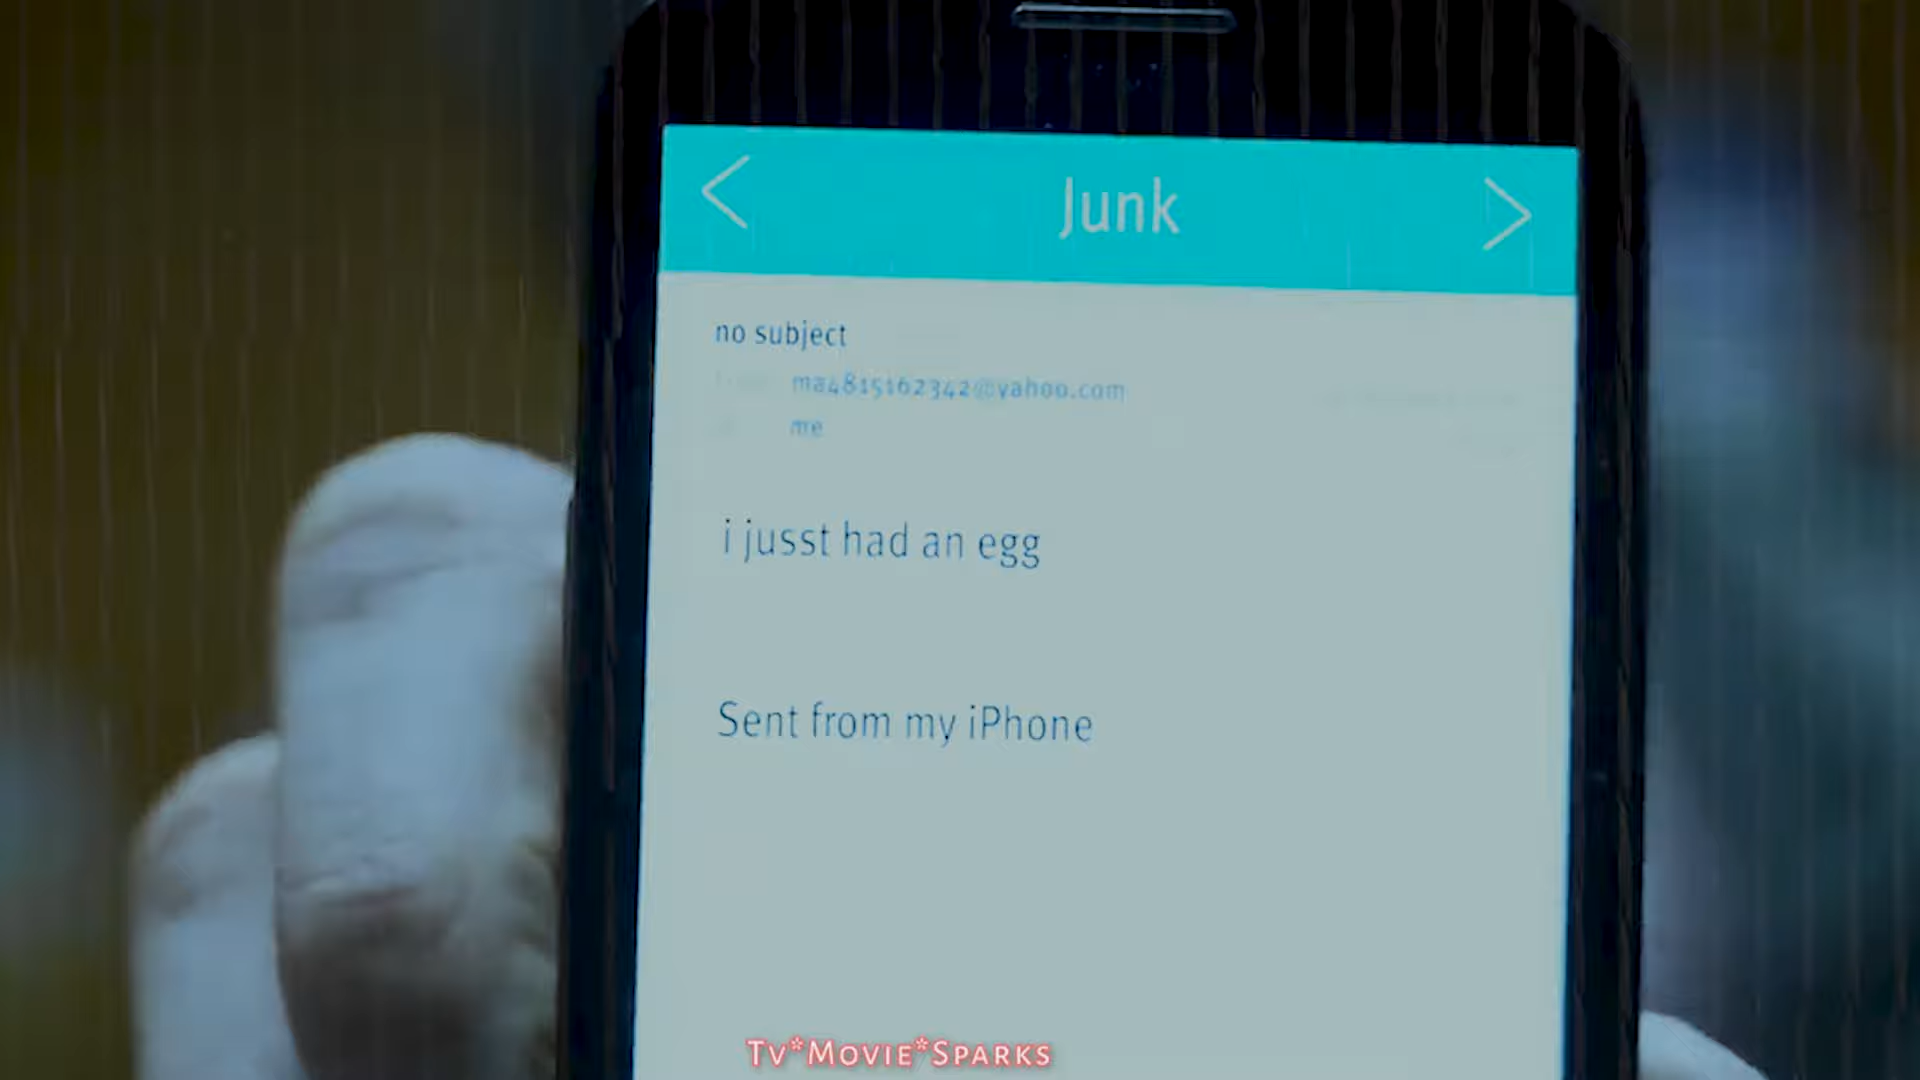 Junk
no subject
ma4815162342@yahoo.com
me
i jusst had an egg
Sent from my iPhone
Tv*Movie*Sparks